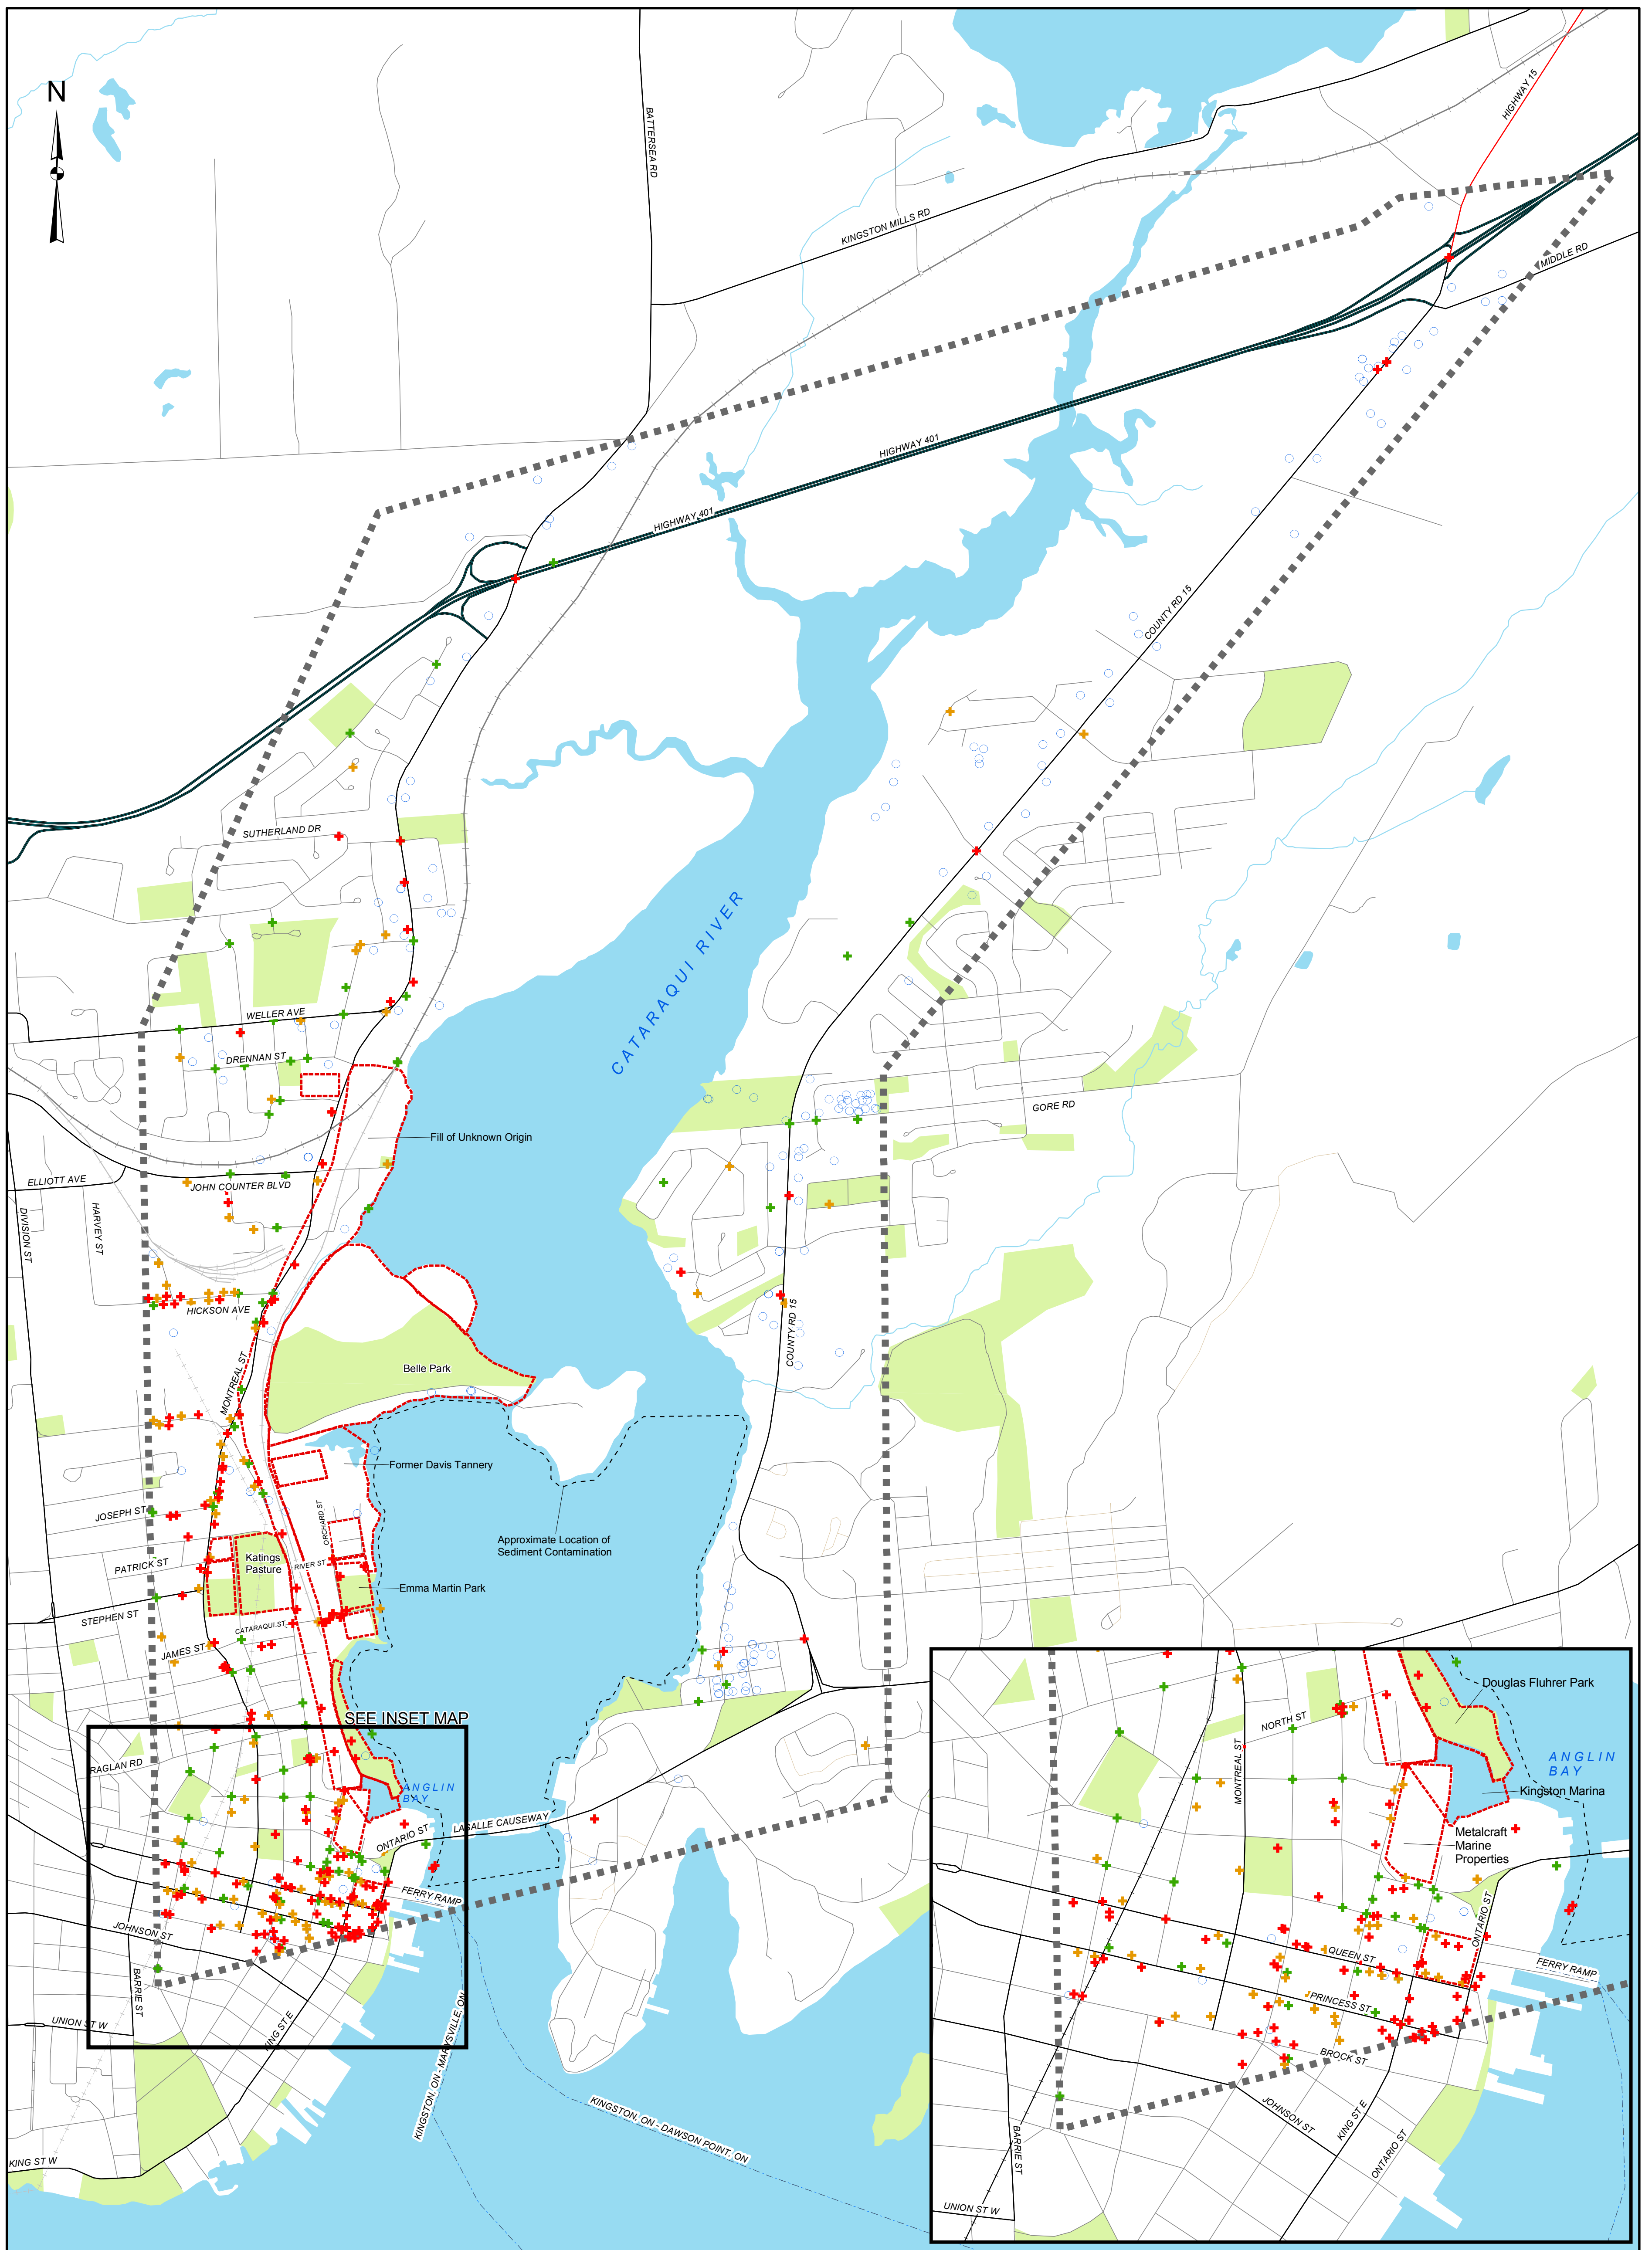 N
HIGHWAY 15
BATTERSEA RD
KINGSTON MILLS RD
MIDDLE RD
HIGHWAY 401
HIGHWAY 401
COUNTY RD 15
SUTHERLAND DR
CATARAQUI RIVER
WELLER AVE
DRENNAN ST
GORE RD
Fill of Unknown Origin
ELLIOTT AVE
JOHN COUNTER BLVD
DIVISION ST
HARVEY ST
HICKSON AVE
COUNTY RD 15
MONTREAL ST
Belle Park
Former Davis Tannery
JOSEPH ST
ORCHARD ST
Approximate Location of
Sediment Contamination
PATRICK ST
Katings
Pasture
RIVER ST
Emma Martin Park
STEPHEN ST
CATARAQUI ST
JAMES ST
SEE INSET MAP
RAGLAN RD
ANGLIN
BAY
ONTARIO ST
LASALLE CAUSEWAY
FERRY RAMP
JOHNSON ST
BARRIE ST
UNION ST W
KING ST E
KINGSTON, ON - MARYSVILLE, ON
KINGSTON, ON - DAWSON POINT, ON
KING ST W
Douglas Fluhrer Park
NORTH ST
MONTREAL ST
ANGLIN
BAY
Kingston Marina
Metalcraft
Marine
Properties
ONTARIO ST
QUEEN ST
FERRY RAMP
PRINCESS ST
BROCK ST
JOHNSON ST
KING ST E
BARRIE ST
ONTARIO ST
UNION ST W